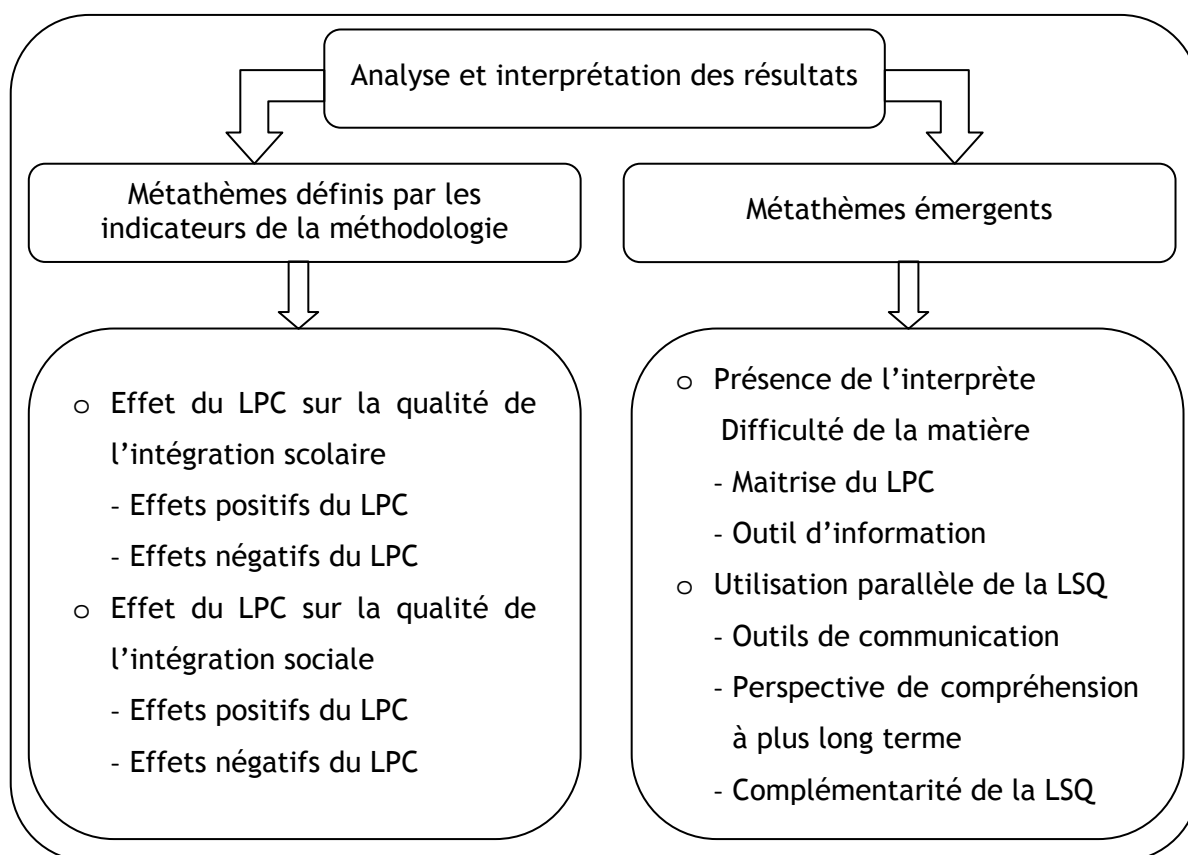 Analyse et interprétation des résultats
Métathèmes définis par les
indicateurs de la méthodologie
Métathèmes émergents
o Effet du LPC sur la qualité de
l’intégration scolaire
- Effets positifs du LPC
- Effets négatifs du LPC
o Effet du LPC sur la qualité de
l’intégration sociale
- Effets positifs du LPC
- Effets négatifs du LPC
o Présence de l’interprète
Difficulté de la matière
- Maitrise du LPC
- Outil d’information
o Utilisation parallèle de la LSQ
- Outils de communication
- Perspective de compréhension
à plus long terme
- Complémentarité de la LSQ